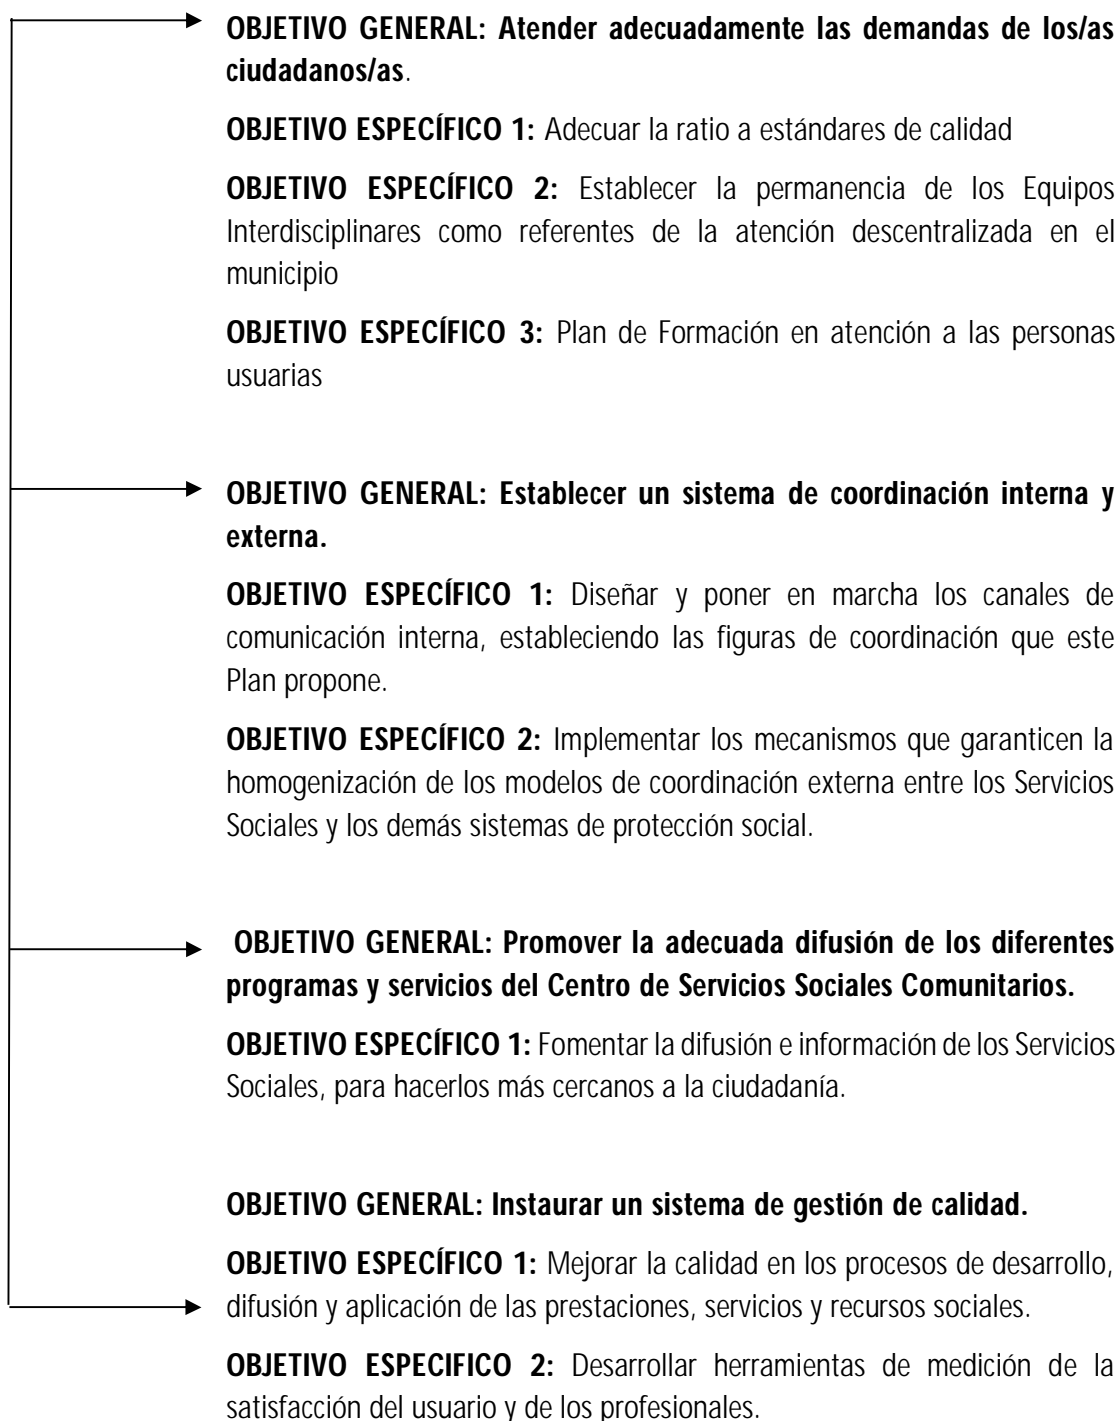 OBJETIVO GENERAL: Atender adecuadamente las demandas de los/as
ciudadanos/as.
OBJETIVO ESPECÍFICO 1: Adecuar la ratio a estándares de calidad
OBJETIVO ESPECÍFICO 2: Establecer la permanencia de los Equipos
Interdisciplinares como referentes de la atención descentralizada en el
municipio
OBJETIVO ESPECÍFICO 3: Plan de Formación en atención a las personas
usuarias
OBJETIVO GENERAL: Establecer un sistema de coordinación interna y
externa.
OBJETIVO ESPECÍFICO 1: Diseñar y poner en marcha los canales de
comunicación interna, estableciendo las figuras de coordinación que este
Plan propone.
OBJETIVO ESPECÍFICO 2: Implementar los mecanismos que garanticen la
homogenización de los modelos de coordinación externa entre los Servicios
Sociales y los demás sistemas de protección social.
OBJETIVO GENERAL: Promover la adecuada difusión de los diferentes
programas y servicios del Centro de Servicios Sociales Comunitarios.
OBJETIVO ESPECÍFICO 1: Fomentar la difusión e información de los Servicios
Sociales, para hacerlos más cercanos a la ciudadanía.
OBJETIVO GENERAL: Instaurar un sistema de gestión de calidad.
OBJETIVO ESPECÍFICO 1: Mejorar la calidad en los procesos de desarrollo,
difusión y aplicación de las prestaciones, servicios y recursos sociales.
OBJETIVO ESPECIFICO 2: Desarrollar herramientas de medición de la
satisfacción del usuario y de los profesionales.